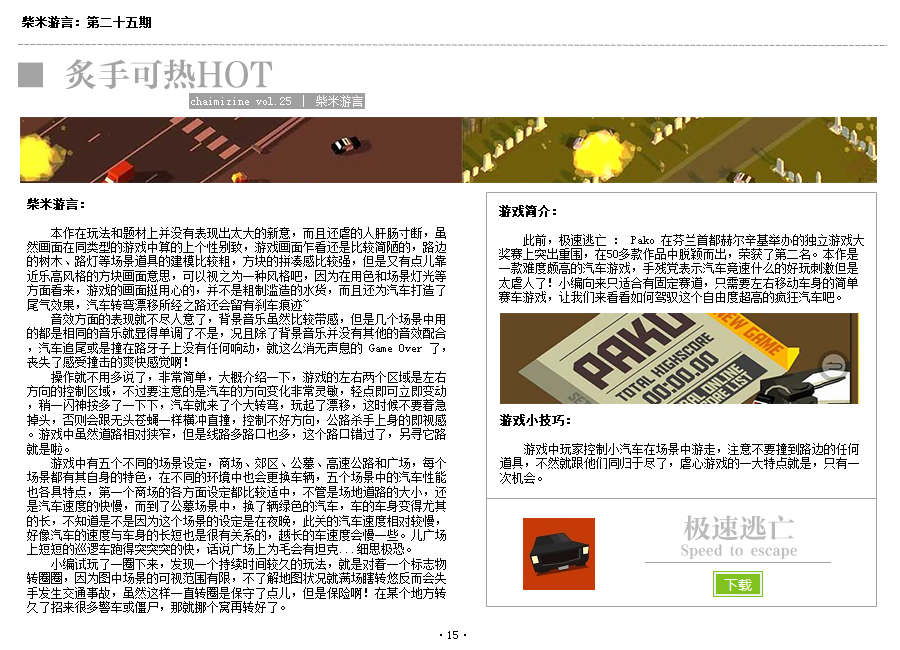 柴米游言：第二十五期
炙手可热HOT
chaimizine vol.25 | 柴米游言
柴米游言：
本作在玩法和题材上并没有表现出太大的新意，而且还虐的人肝肠寸断，虽
然画面在同类型的游戏中算的上个性别致，游戏画面乍看还是比较简陋的，路边
的树木、路灯等场景道具的建模比较粗，方块的拼凑感比较强，但是又有点儿靠
近乐高风格的方块画面意思，可以视之为一种风格吧，因为在用色和场景灯光等
方面看来，游戏的画面挺用心的，并不是粗制滥造的水货，而且还为汽车打造了
尾气效果，汽车转弯漂移所经之路还会留有刹车痕迹~
音效方面的表现就不尽人意了，背景音乐虽然比较带感，但是几个场景中用
的都是相同的音乐就显得单调了不是，况且除了背景音乐并没有其他的音效配合
，汽车追尾或是撞在路牙子上没有任何响动，就这么消无声息的 Game Over 了，
丧失了感受撞击的爽快感觉啊！
操作就不用多说了，非常简单，大概介绍一下，游戏的左右两个区域是左右
方向的控制区域，不过要注意的是汽车的方向变化非常灵敏，轻点即可立即变动
，稍一闪神按多了一下下，汽车就来了个大转弯，玩起了漂移，这时候不要着急
掉头，否则会跟无头苍蝇一样横冲直撞，控制不好方向，公路杀手上身的即视感
。游戏中虽然道路相对狭窄，但是线路多路口也多，这个路口错过了，另寻它路
就是啦。
游戏中有五个不同的场景设定，商场、郊区、公墓、高速公路和广场，每个
场景都有其自身的特色，在不同的环境中也会更换车辆，五个场景中的汽车性能
也各具特点，第一个商场的各方面设定都比较适中，不管是场地道路的大小，还
是汽车速度的快慢，而到了公墓场景中，换了辆绿色的汽车，车的车身变得尤其
的长，不知道是不是因为这个场景的设定是在夜晚，此关的汽车速度相对较慢，
好像汽车的速度与车身的长短也是很有关系的，越长的车速度会慢一些。儿广场
上短短的巡逻车跑得突突突的快，话说广场上为毛会有坦克...细思极恐。
小编试玩了一圈下来，发现一个持续时间较久的玩法，就是对着一个标志物
转圈圈，因为图中场景的可视范围有限，不了解地图状况就满场瞎转悠反而会失
手发生交通事故，虽然这样一直转圈是保守了点儿，但是保险啊！在某个地方转
久了招来很多警车或僵尸，那就挪个窝再转好了。
游戏简介：
此前，极速逃亡 ： Pako 在芬兰首都赫尔辛基举办的独立游戏大
奖赛上突出重围，在50多款作品中脱颖而出，荣获了第二名。本作是
一款难度颇高的汽车游戏，手残党表示汽车竞速什么的好玩刺激但是
太虐人了！小编向来只适合有固定赛道，只需要左右移动车身的简单
赛车游戏，让我们来看看如何驾驭这个自由度超高的疯狂汽车吧。
PAKO
NEW GAME
TOTAL HIGHSCORE
00:00.00
游戏小技巧：
游戏中玩家控制小汽车在场景中游走，注意不要撞到路边的任何
道具，不然就跟他们同归于尽了，虐心游戏的一大特点就是，只有一
次机会。
极速逃亡
Speed to escape
下载
·15·